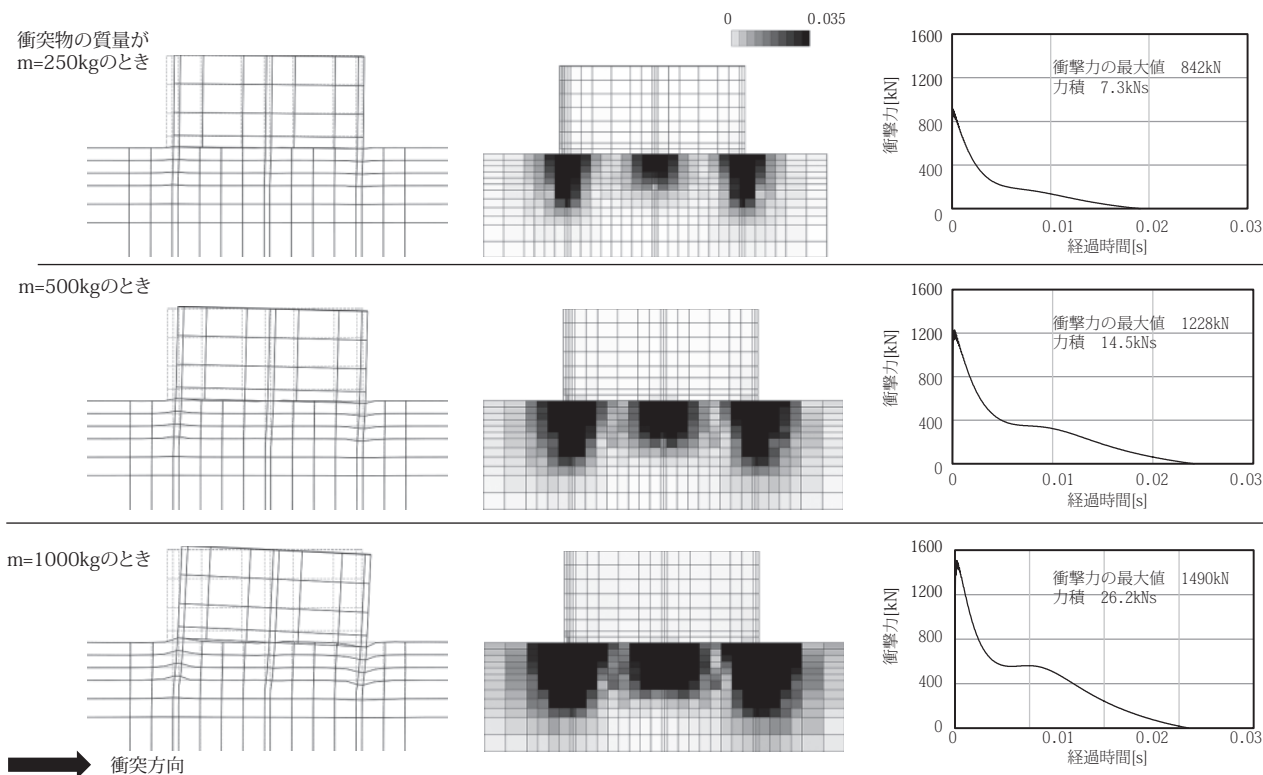 0 0.035
衝突物の質量が
m=250kgのとき
衝撃力[kN]
1600
1200
800
400
0
衝撃力の最大値 842kN
力積 7.3kNs
0 0.01 0.02 0.03
経過時間[s]
m=500kgのとき
衝撃力[kN]
1600
1200
800
400
0
衝撃力の最大値 1228kN
力積 14.5kNs
0 0.01 0.02 0.03
経過時間[s]
m=1000kgのとき
衝撃力[kN]
1600
1200
800
400
0
衝撃力の最大値 1490kN
力積 26.2kNs
0 0.01 0.02 0.03
経過時間[s]
衝突方向